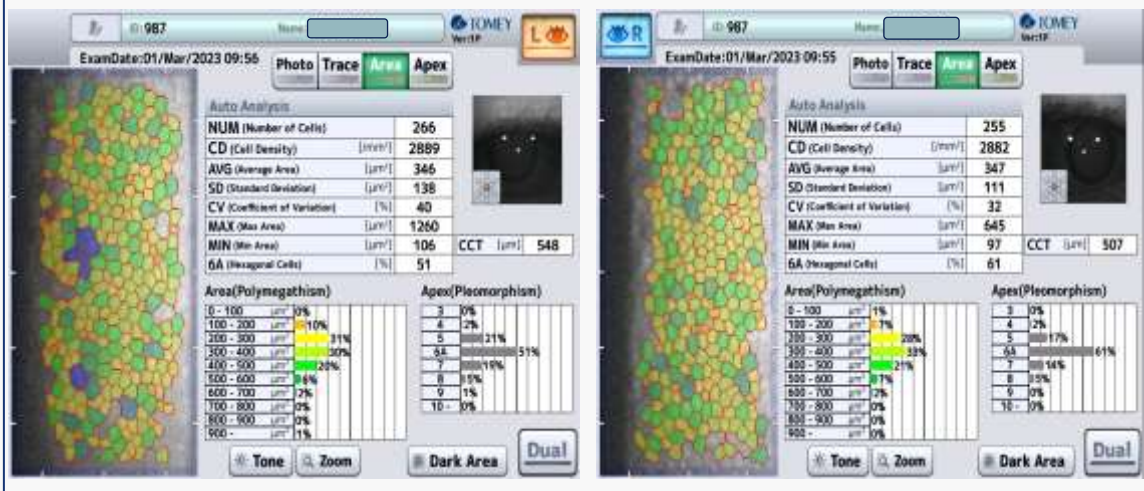 ID:987
Name:
TOMEY
Ver:1P
L
ExamDate:01/Mar/2023 09:56
Photo Trace Area Apex
Auto Analysis
NUM (Number of Cells) 266
CD (Cell Density) [/mm²] 2889
AVG (Average Area) [µm²] 346
SD (Standard Deviation) [µm²] 138
CV (Coefficient of Variation) [%] 40
MAX (Max Area) [µm²] 1260
MIN (Min Area) [µm²] 106
CCT [µm] 548
6A (Hexagonal Cells) [%] 51
Area(Polymegathism)
0 - 100 µm² 0%
100 - 200 µm² 10%
200 - 300 µm² 31%
300 - 400 µm² 30%
400 - 500 µm² 20%
500 - 600 µm² 6%
600 - 700 µm² 2%
700 - 800 µm² 0%
800 - 900 µm² 0%
900 - µm² 1%
Apex(Pleomorphism)
3 0%
4 2%
5 21%
6A 51%
7 19%
8 5%
9 1%
10 - 0%
Tone Zoom Dark Area Dual
R
ID:987
Name:
TOMEY
Ver:1P
ExamDate:01/Mar/2023 09:55
Photo Trace Area Apex
Auto Analysis
NUM (Number of Cells) 255
CD (Cell Density) [/mm²] 2882
AVG (Average Area) [µm²] 347
SD (Standard Deviation) [µm²] 111
CV (Coefficient of Variation) [%] 32
MAX (Max Area) [µm²] 645
MIN (Min Area) [µm²] 97
CCT [µm] 507
6A (Hexagonal Cells) [%] 61
Area(Polymegathism)
0 - 100 µm² 1%
100 - 200 µm² 7%
200 - 300 µm² 28%
300 - 400 µm² 33%
400 - 500 µm² 21%
500 - 600 µm² 7%
600 - 700 µm² 2%
700 - 800 µm² 0%
800 - 900 µm² 0%
900 - µm² 0%
Apex(Pleomorphism)
3 0%
4 2%
5 17%
6A 61%
7 14%
8 5%
9 0%
10 - 0%
Tone Zoom Dark Area Dual